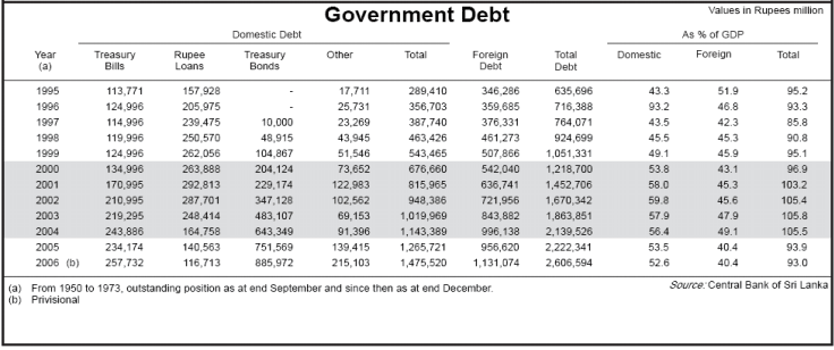 Government Debt
Values in Rupees million
Domestic Debt As % of GDP
Year Treasury Rupee Treasury Other Total Foreign Total Domestic Foreign Total
(a) Bills Loans Bonds Debt Debt
1995 113,771 157,928 - 17,711 289,410 346,286 635,696 43.3 51.9 95.2
1996 124,996 205,975 - 25,731 356,703 359,685 716,388 93.2 46.8 93.3
1997 114,996 239,475 10,000 23,269 387,740 376,331 764,071 43.5 42.3 85.8
1998 119,996 250,570 48,915 43,945 463,426 461,273 924,699 45.5 45.3 90.8
1999 124,996 262,056 104,867 51,546 543,465 507,866 1,051,331 49.1 45.9 95.1
2000 134,996 263,888 204,124 73,652 676,660 542,040 1,218,700 53.8 43.1 96.9
2001 170,995 292,813 229,174 122,983 815,965 636,741 1,452,706 58.0 45.3 103.2
2002 210,995 287,701 347,128 102,562 948,386 721,956 1,670,342 59.8 45.6 105.4
2003 219,295 248,414 483,107 69,153 1,019,969 843,882 1,863,851 57.9 47.9 105.8
2004 243,886 164,758 643,349 91,396 1,143,389 996,138 2,139,526 56.4 49.1 105.5
2005 234,174 140,563 751,569 139,415 1,265,721 956,620 2,222,341 53.5 40.4 93.9
2006 (b) 257,732 116,713 885,972 215,103 1,475,520 1,131,074 2,606,594 52.6 40.4 93.0
(a) From 1950 to 1973, outstanding position as at end September and since then as at end December.
Source: Central Bank of Sri Lanka
(b) Privisional